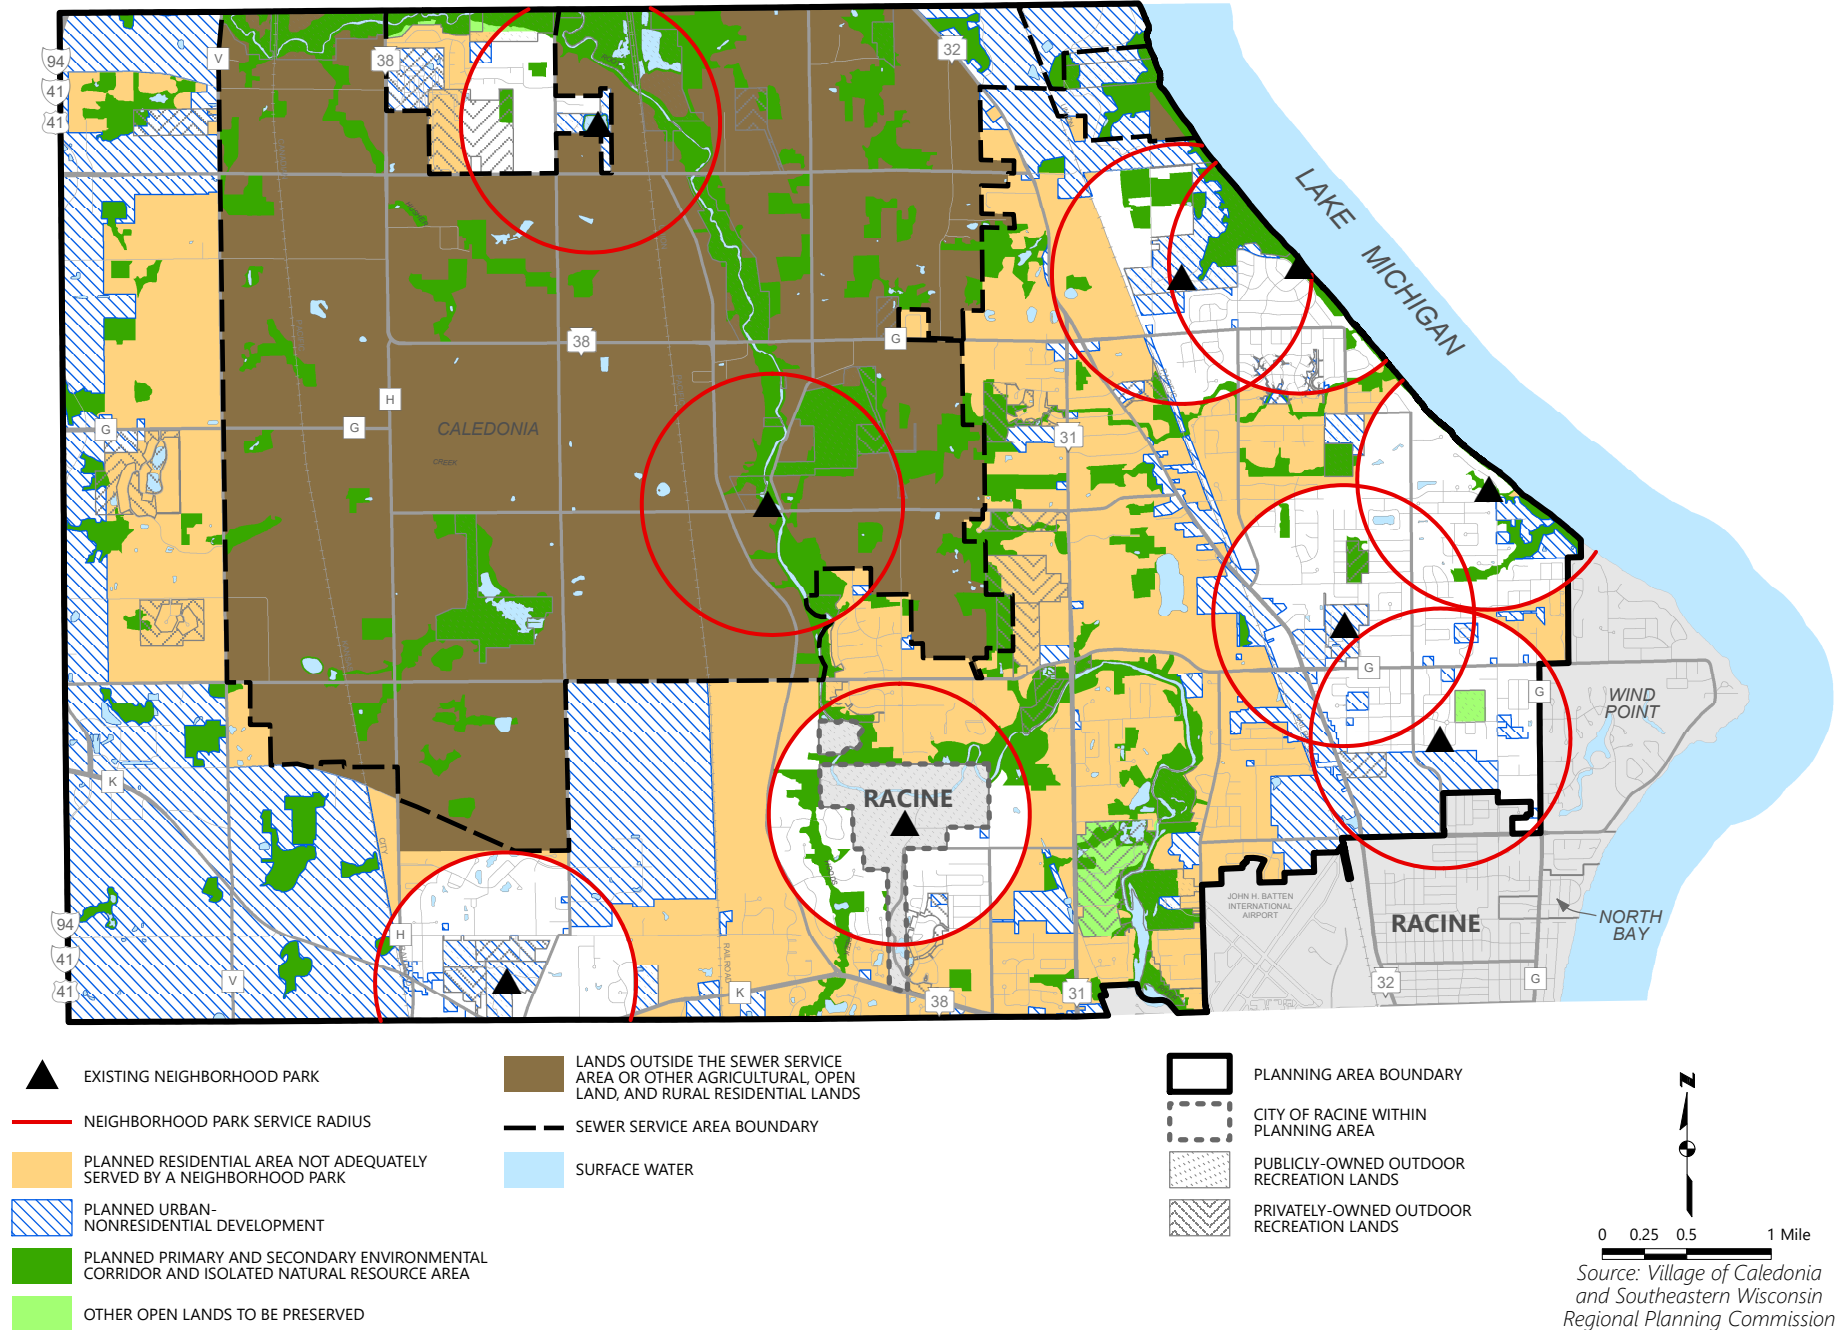 94
41
41
V
38
32
LAKE
MICHIGAN
38
G
H
G
G
CALEDONIA
CREEK
31
G
G
WIND
POINT
K
RACINE
JOHN H. BATTEN
INTERNATIONAL
AIRPORT
RACINE
NORTH
BAY
94
41
41
H
V
RAILROAD
K
38
31
32
G
CITY
EXISTING NEIGHBORHOOD PARK
NEIGHBORHOOD PARK SERVICE RADIUS
PLANNED RESIDENTIAL AREA NOT ADEQUATELY
SERVED BY A NEIGHBORHOOD PARK
PLANNED URBAN-
NONRESIDENTIAL DEVELOPMENT
PLANNED PRIMARY AND SECONDARY ENVIRONMENTAL
CORRIDOR AND ISOLATED NATURAL RESOURCE AREA
OTHER OPEN LANDS TO BE PRESERVED
LANDS OUTSIDE THE SEWER SERVICE
AREA OR OTHER AGRICULTURAL, OPEN
LAND, AND RURAL RESIDENTIAL LANDS
SEWER SERVICE AREA BOUNDARY
SURFACE WATER
PLANNING AREA BOUNDARY
CITY OF RACINE WITHIN
PLANNING AREA
PUBLICLY-OWNED OUTDOOR
RECREATION LANDS
PRIVATELY-OWNED OUTDOOR
RECREATION LANDS
N
0 0.25 0.5 1 Mile
Source: Village of Caledonia
and Southeastern Wisconsin
Regional Planning Commission